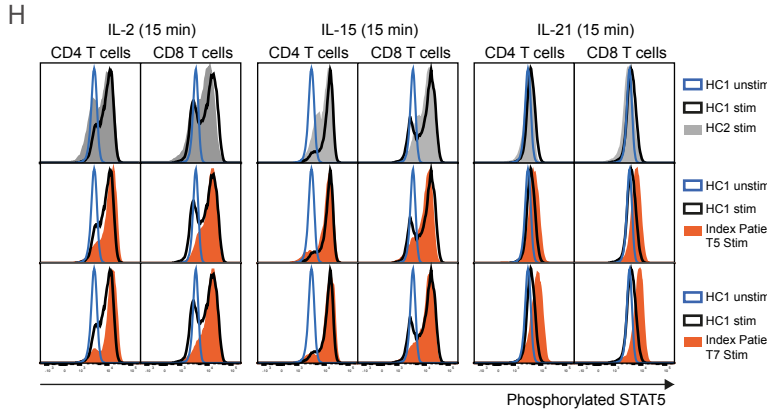 H
IL-2 (15 min)
IL-15 (15 min)
IL-21 (15 min)
CD4 T cells
CD8 T cells
CD4 T cells
CD8 T cells
CD4 T cells
CD8 T cells
HC1 unstim
HC1 stim
HC2 stim
HC1 unstim
HC1 stim
Index Patie
T5 Stim
HC1 unstim
HC1 stim
Index Patie
T7 Stim
Phosphorylated STAT5